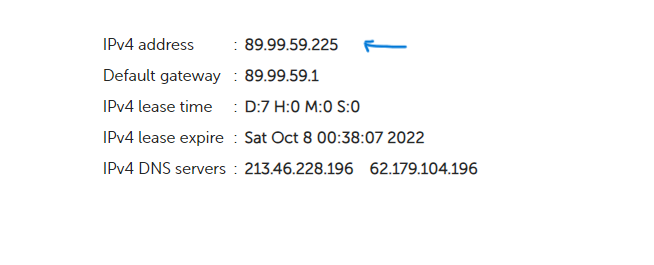 IPv4 address : 89.99.59.225
Default gateway : 89.99.59.1
IPv4 lease time : D:7 H:0 M:0 S:0
IPv4 lease expire : Sat Oct 8 00:38:07 2022
IPv4 DNS servers : 213.46.228.196 62.179.104.196